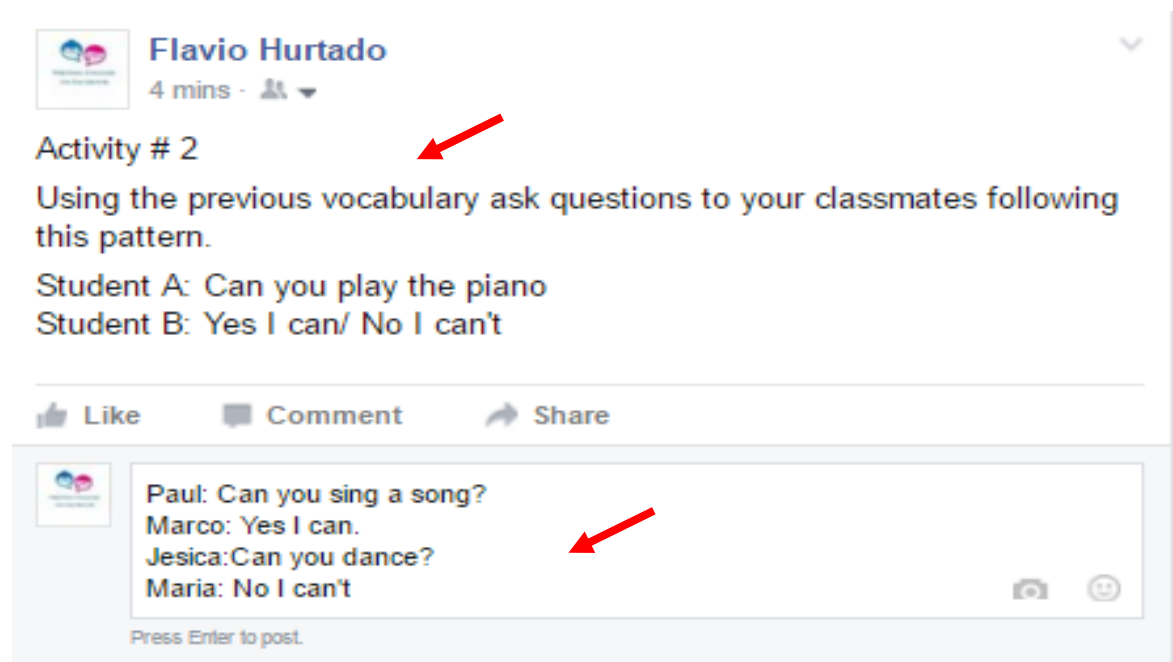 Flavio Hurtado
4 mins ·
Activity # 2
Using the previous vocabulary ask questions to your classmates following
this pattern.
Student A: Can you play the piano
Student B: Yes I can/ No I can't
Like Comment Share
Paul: Can you sing a song?
Marco: Yes I can.
Jesica:Can you dance?
Maria: No I can't
Press Enter to post.